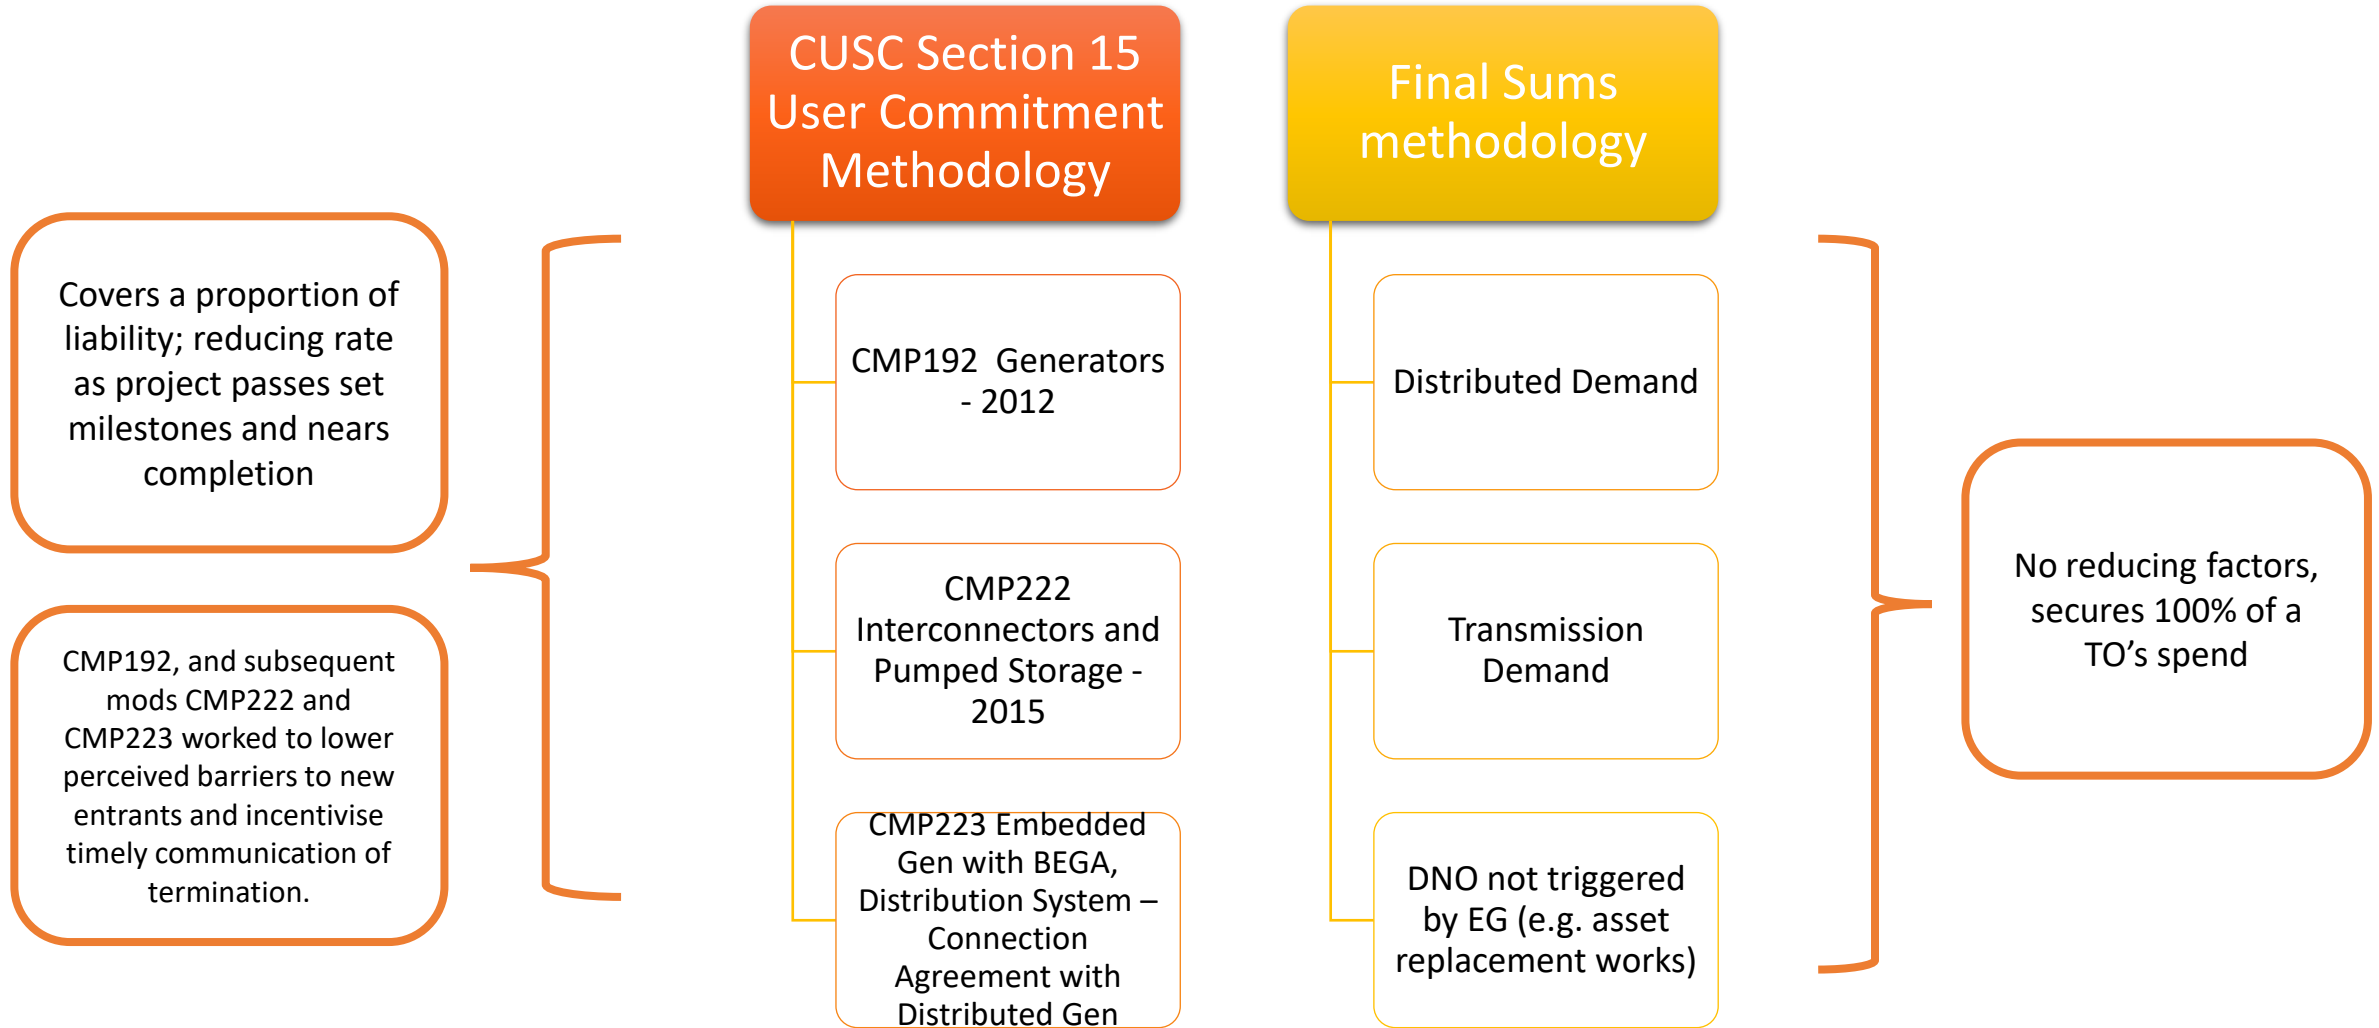 CUSC Section 15
User Commitment
Methodology
Final Sums
methodology
Covers a proportion of
liability; reducing rate
as project passes set
milestones and nears
completion
CMP192, and subsequent
mods CMP222 and
CMP223 worked to lower
perceived barriers to new
entrants and incentivise
timely communication of
termination.
CMP192  Generators
- 2012
CMP222
Interconnectors and
Pumped Storage -
2015
CMP223 Embedded
Gen with BEGA,
Distribution System –
Connection
Agreement with
Distributed Gen
Distributed Demand
Transmission
Demand
DNO not triggered
by EG (e.g. asset
replacement works)
No reducing factors,
secures 100% of a
TO’s spend